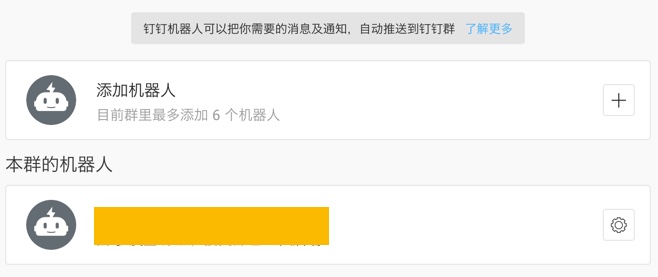 钉钉机器人可以把你需要的消息及通知，自动推送到钉钉群 了解更多
添加机器人
目前群里最多添加 6 个机器人
本群的机器人